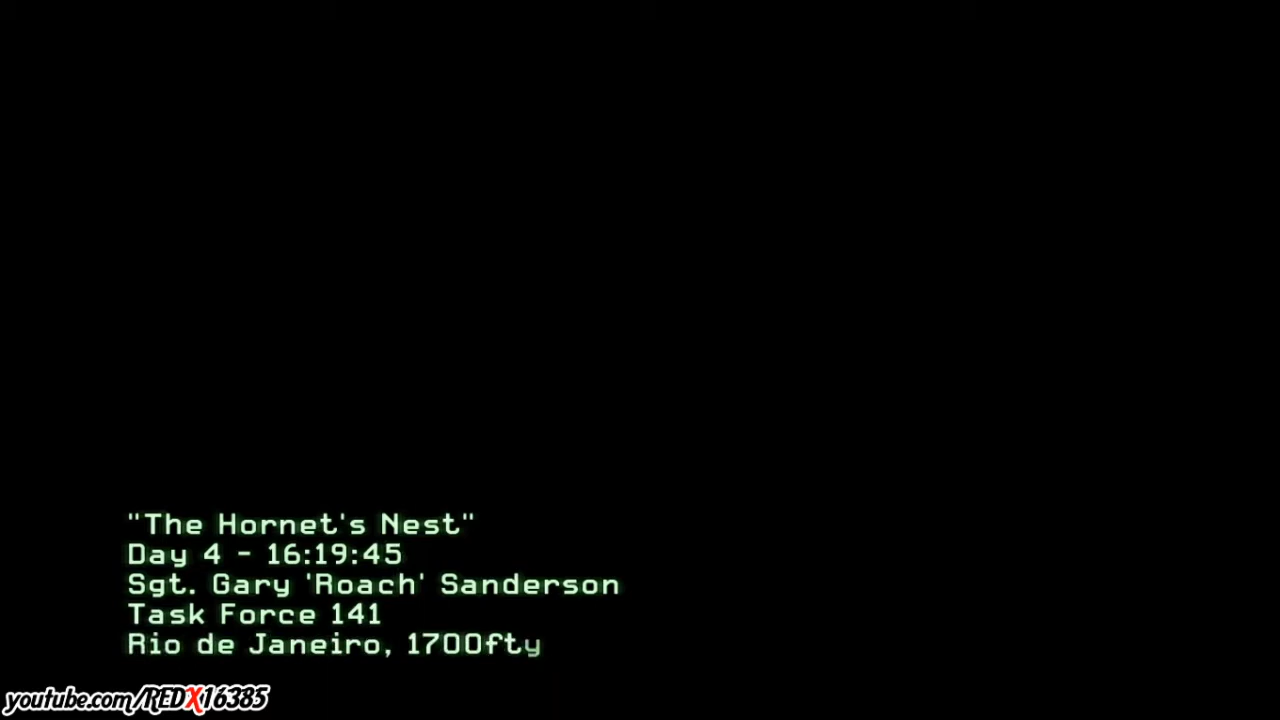 "The Hornet's Nest"
Day 4 - 16:19:45
Sgt. Gary 'Roach' Sanderson
Task Force 141
Rio de Janeiro, 1700fty
youtube.com/REDX16385